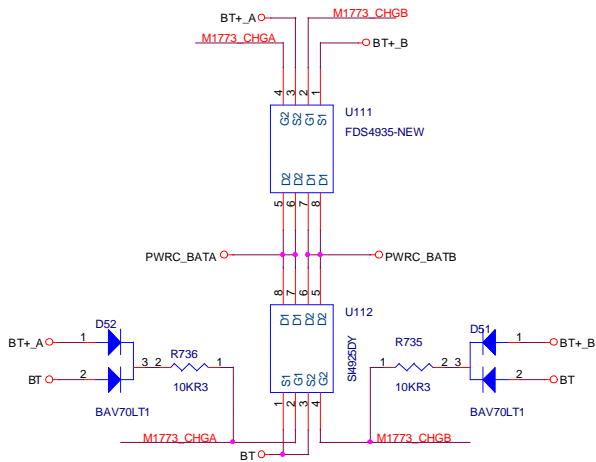 BT+_A
M1773_CHGB
M1773_CHGA
BT+_B
4 3 2 1
G2 S2 G1 S1
U111
FDS4935-NEW
D2 D2 D1 D1
5 6 7 8
PWRC_BATA
PWRC_BATB
8 7 6 5
D1 D1 D2 D2
U112
SI4925DY
S1 G1 S2 G2
1 2 3 4
D52
BT+_A
1
BT
2
3
BAV70LT1
R736
2
1
10KR3
R735
1
2
10KR3
D51
3
1
BT+_B
2
BT
BAV70LT1
M1773_CHGA
M1773_CHGB
BT